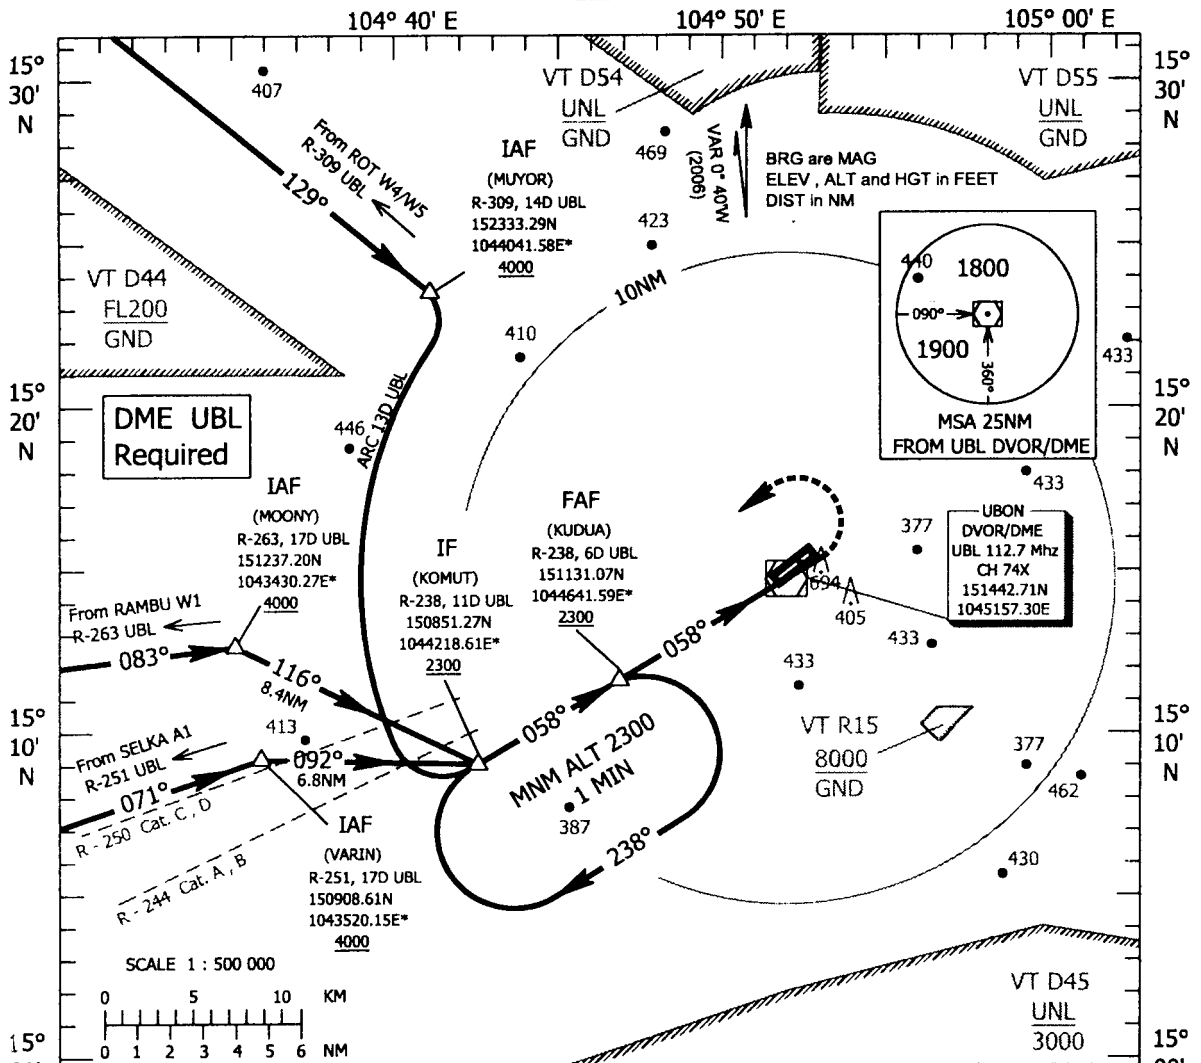 104° 40' E
104° 50' E
105° 00' E
15°
30'
N
407
VT D54
UNL
GND
VT D55
UNL
GND
15°
30'
N
From ROT W4/W5
R-309 UBL
129°
IAF
(MUYOR)
R-309, 14D UBL
152333.29N
1044041.58E*
4000
469
423
VAR 0° 40'W
(2006)
BRG are MAG
ELEV , ALT and HGT in FEET
DIST in NM
VT D44
FL200
GND
10NM
410
440
1800
090°
1900
360°
MSA 25NM
FROM UBL DVOR/DME
433
15°
20'
N
DME UBL
Required
446
ARC 13D UBL
15°
20'
N
433
IAF
(MOONY)
R-263, 17D UBL
151237.20N
1043430.27E*
4000
IF
(KOMUT)
R-238, 11D UBL
150851.27N
1044218.61E*
2300
FAF
(KUDUA)
R-238, 6D UBL
151131.07N
1044641.59E*
2300
377
UBON
DVOR/DME
UBL 112.7 Mhz
CH 74X
151442.71N
1045157.30E
694
405
433
From RAMBU W1
R-263 UBL
083°
116°
8.4NM
058°
433
15°
10'
N
413
From SELKA A1
R-251 UBL
092°
6.8NM
071°
058°
MNM ALT 2300
1 MIN
VT R15
8000
GND
377
15°
10'
N
462
R - 250 Cat. C , D
R - 244 Cat. A , B
387
238°
430
IAF
(VARIN)
R-251, 17D UBL
150908.61N
1043520.15E*
4000
SCALE 1 : 500 000
0 5 10 KM
0 1 2 3 4 5 6 NM
VT D45
UNL
3000
15°
15°